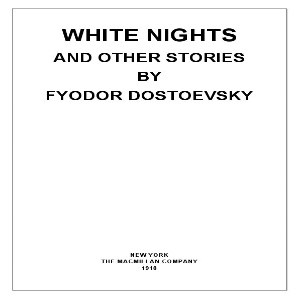 WHITE NIGHTS
AND OTHER STORIES
BY
FYODOR DOSTOEVSKY
NEW YORK
THE MACMILLAN COMPANY
1918